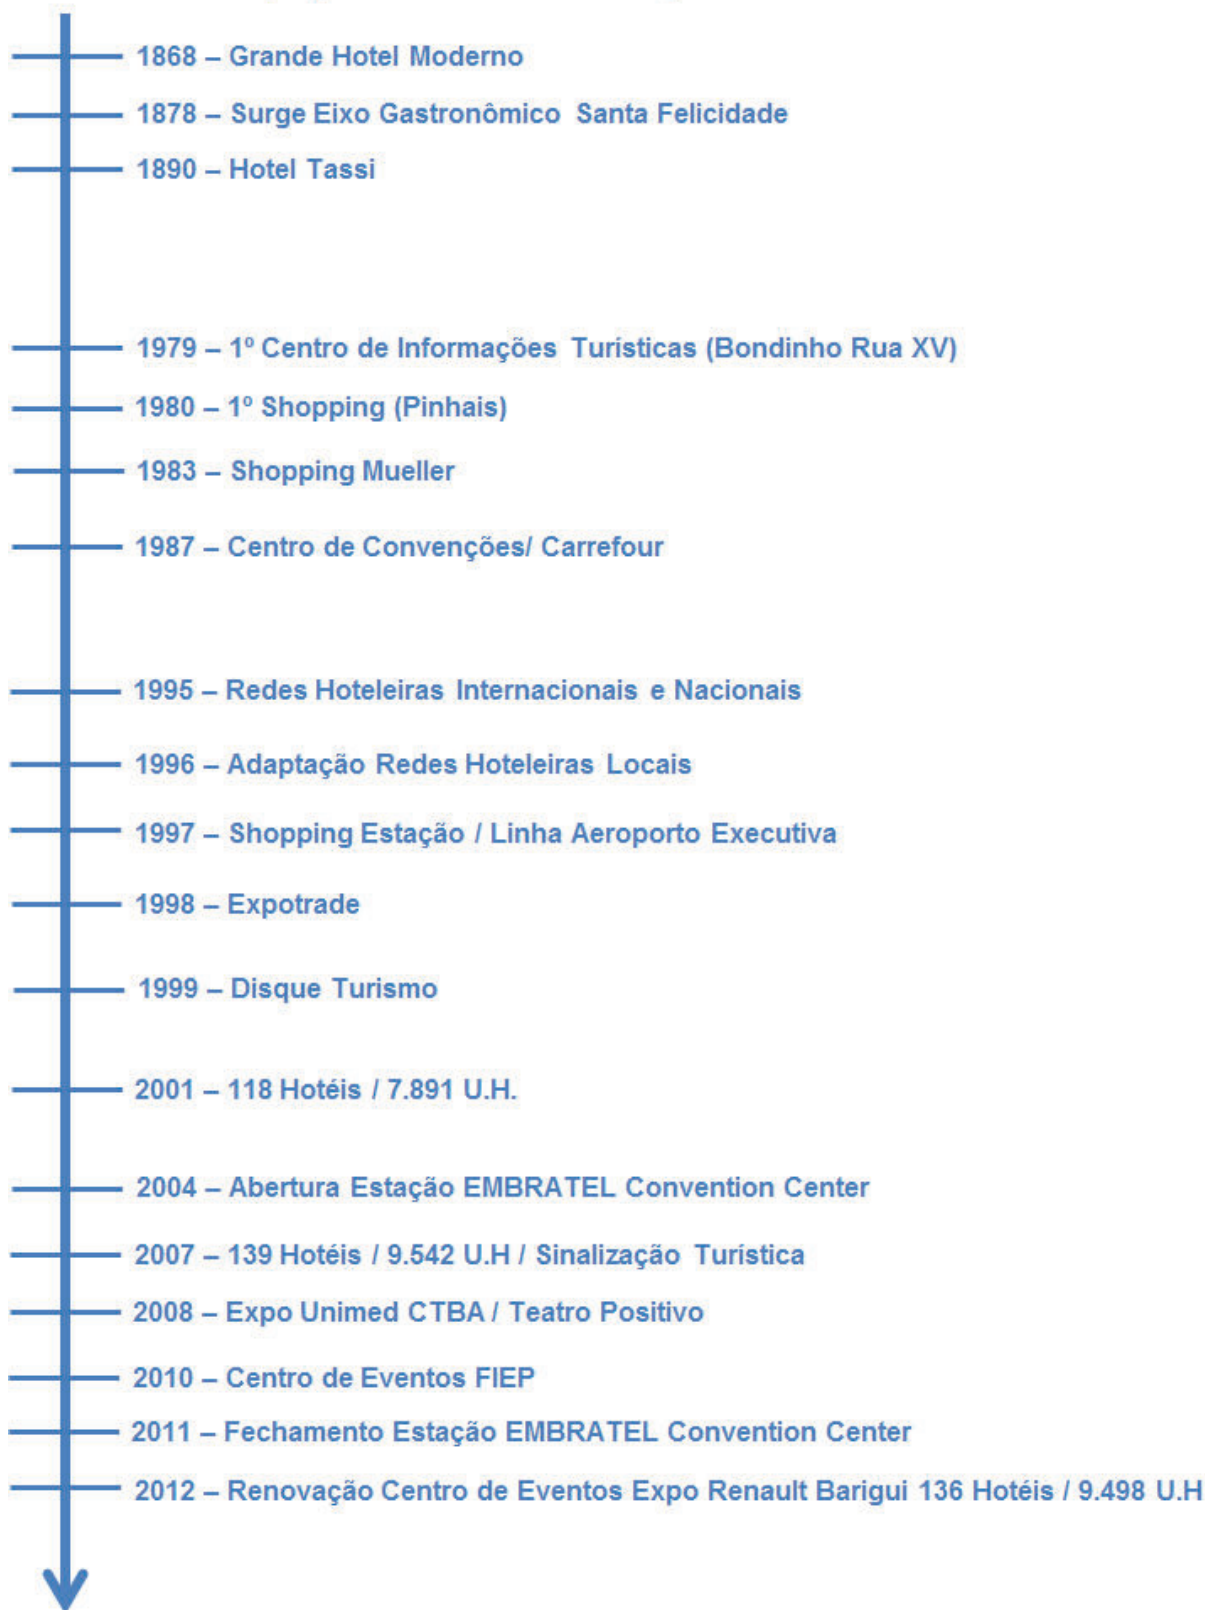 1868 – Grande Hotel Moderno
1878 – Surge Eixo Gastronômico Santa Felicidade
1890 – Hotel Tassi
1979 – 1º Centro de Informações Turísticas (Bondinho Rua XV)
1980 – 1º Shopping (Pinhais)
1983 – Shopping Mueller
1987 – Centro de Convenções/ Carrefour
1995 – Redes Hoteleiras Internacionais e Nacionais
1996 – Adaptação Redes Hoteleiras Locais
1997 – Shopping Estação / Linha Aeroporto Executiva
1998 – Expotrade
1999 – Disque Turismo
2001 – 118 Hotéis / 7.891 U.H.
2004 – Abertura Estação EMBRATEL Convention Center
2007 – 139 Hotéis / 9.542 U.H / Sinalização Turística
2008 – Expo Unimed CTBA / Teatro Positivo
2010 – Centro de Eventos FIEP
2011 – Fechamento Estação EMBRATEL Convention Center
2012 – Renovação Centro de Eventos Expo Renault Barigui 136 Hotéis / 9.498 U.H